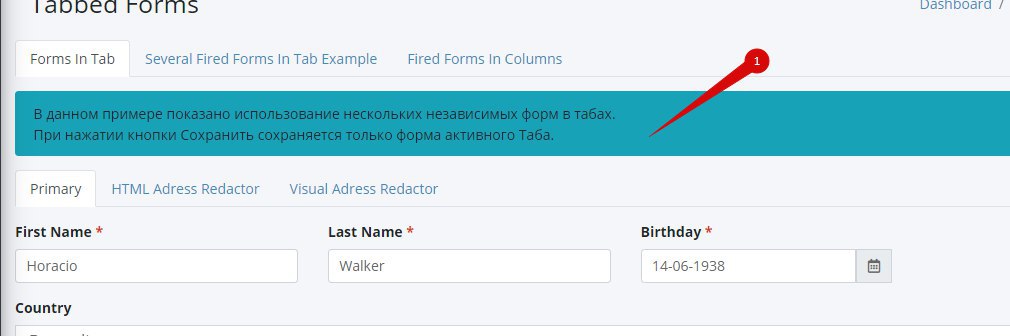 Tabbed Forms
Dashboard /
Forms In Tab
Several Fired Forms In Tab Example
Fired Forms In Columns
1
В данном примере показано использование нескольких независимых форм в табах.
При нажатии кнопки Сохранить сохраняется только форма активного Таба.
Primary
HTML Adress Redactor
Visual Adress Redactor
First Name *
Last Name *
Birthday *
Horacio
Walker
14-06-1938
Country